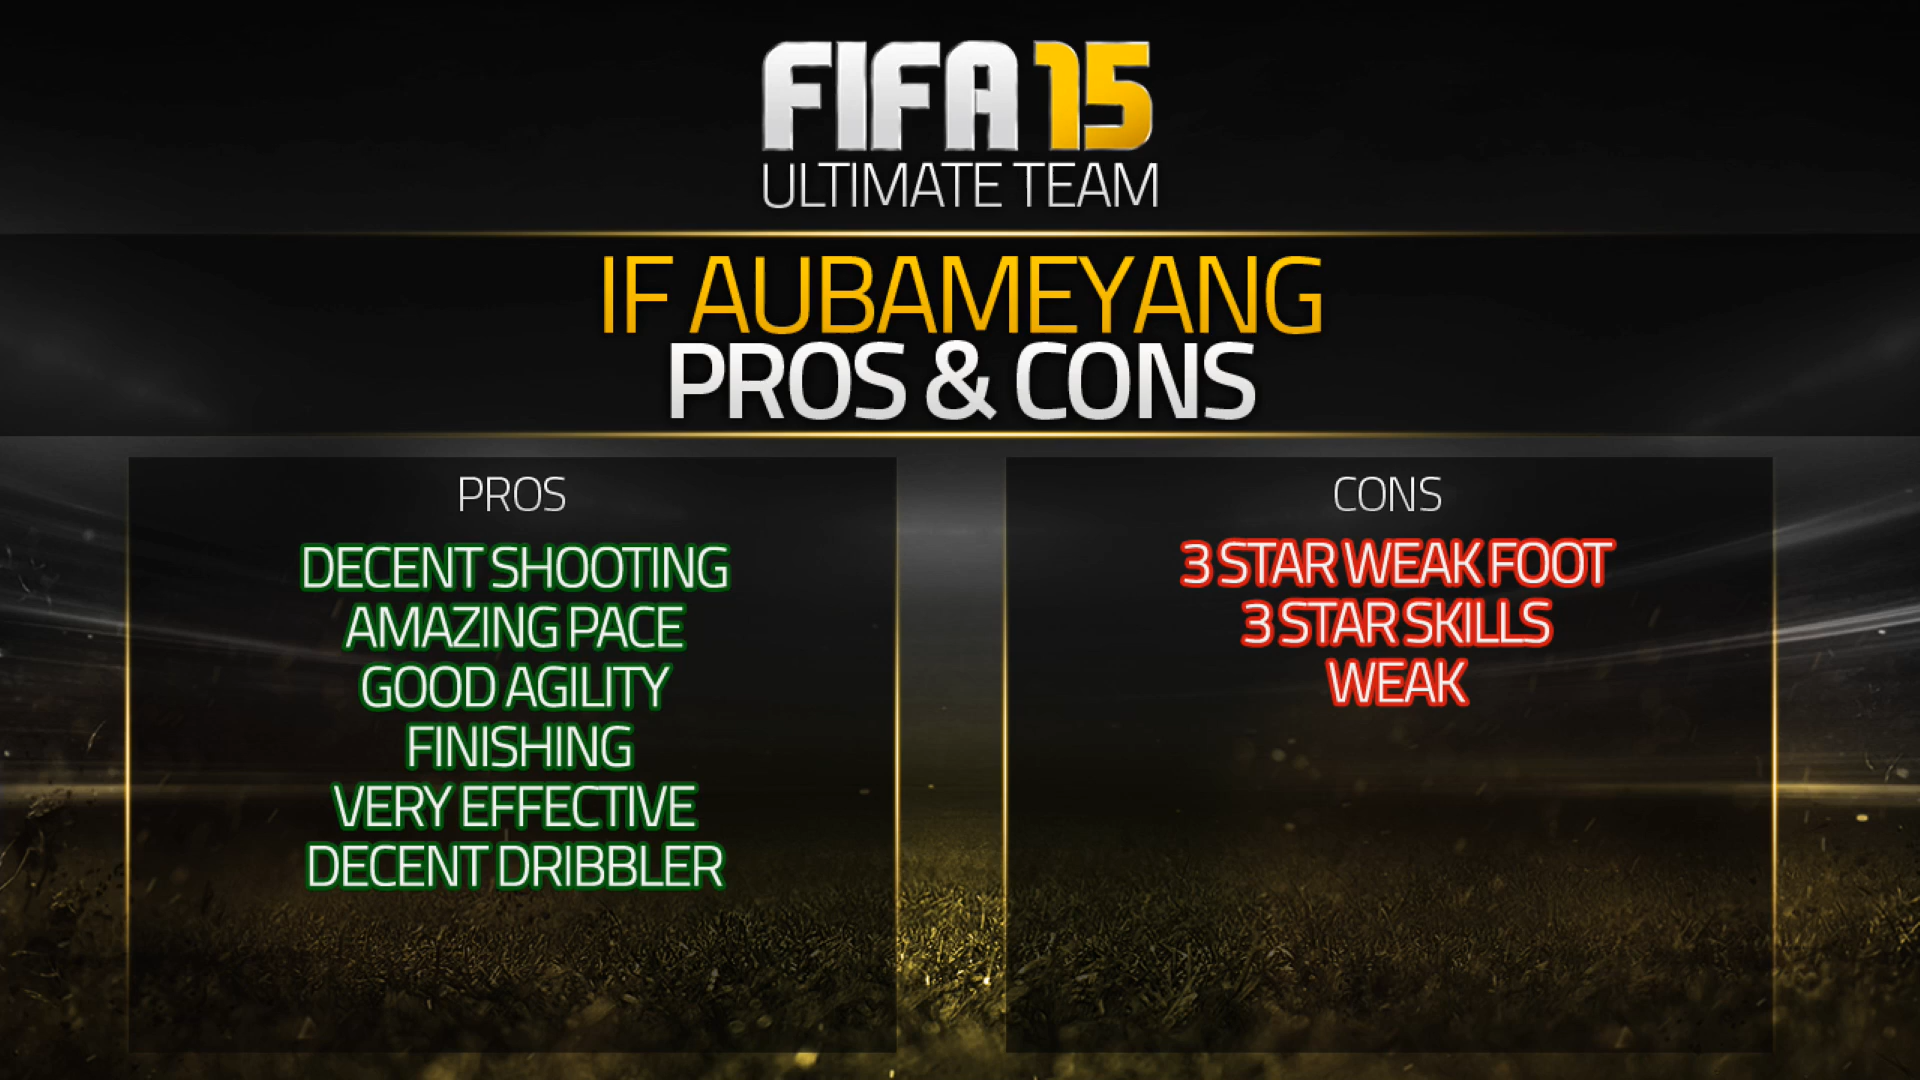 FIFA 15
ULTIMATE TEAM
IF AUBAMEYANG
PROS & CONS
PROS
DECENT SHOOTING
AMAZING PACE
GOOD AGILITY
FINISHING
VERY EFFECTIVE
DECENT DRIBBLER
CONS
3 STAR WEAK FOOT
3 STAR SKILLS
WEAK